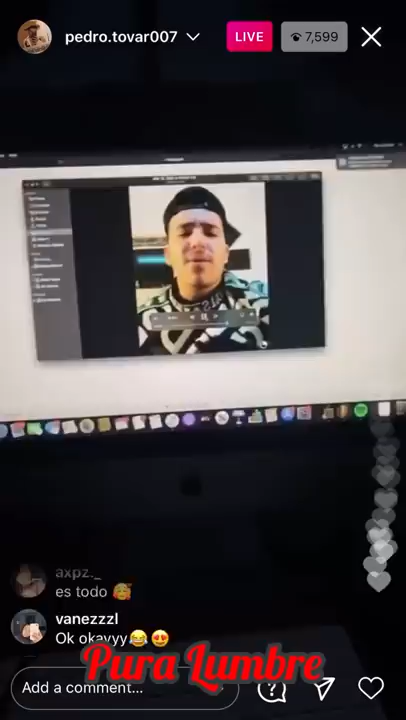 pedro.tovar007
LIVE
7,599
axpz._
es todo 🥰
vanezzzl
Ok okayyy😂😍
Pura Lumbre
Add a comment...